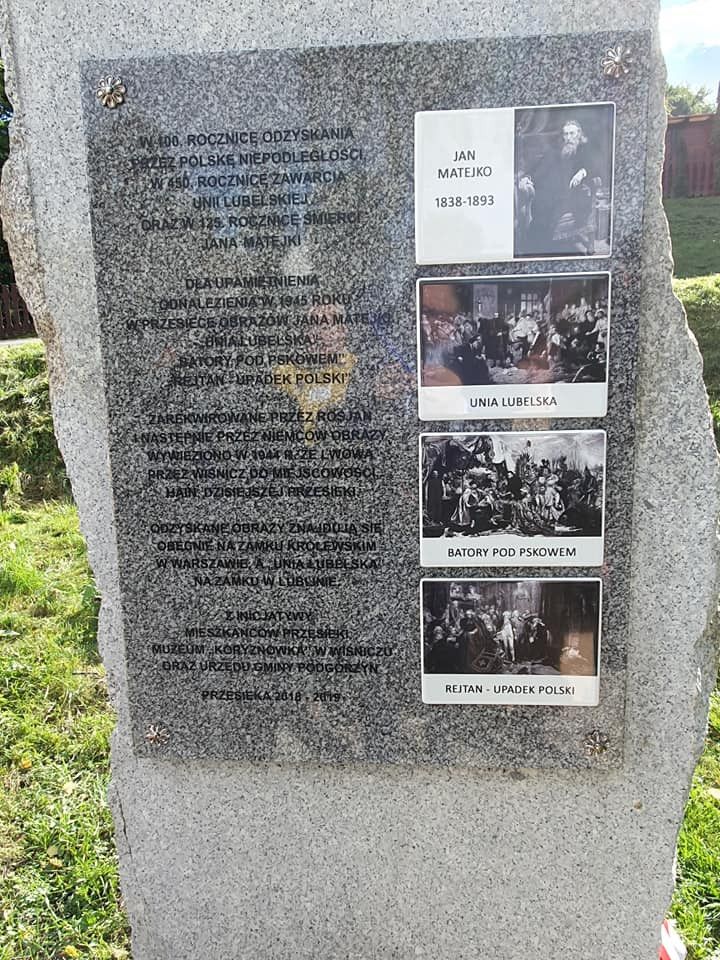 W 100. ROCZNICĘ ODZYSKANIA
PRZEZ POLSKĘ NIEPODLEGŁOŚCI,
W 450. ROCZNICĘ ZAWARCIA
UNII LUBELSKIEJ
ORAZ W 125. ROCZNICĘ ŚMIERCI
JANA MATEJKI
DLA UPAMIĘTNIENIA
ODNALEZIENIA W 1945 ROKU
W PRZESIECE OBRAZÓW JANA MATEJKI
„UNIA LUBELSKA”
„BATORY POD PSKOWEM”
„REJTAN - UPADEK POLSKI”
ZAREKWIROWANE PRZEZ ROSJAN
I NASTĘPNIE PRZEZ NIEMCÓW OBRAZY
WYWIEZIONO W 1944 R. ZE LWOWA
PRZEZ WIŚNICZ DO MIEJSCOWOŚCI
HAIN, DZISIEJSZEJ PRZESIEKI.
ODZYSKANE OBRAZY ZNAJDUJĄ SIĘ
OBECNIE NA ZAMKU KRÓLEWSKIM
W WARSZAWIE, A „UNIA LUBELSKA”
NA ZAMKU W LUBLINIE.
Z INICJATYWY:
MIESZKAŃCÓW PRZESIEKI,
MUZEUM „KORYZNÓWKA” W WIŚNICZU
ORAZ URZĘDU GMINY PODGÓRZYN
PRZESIEKA 2018 - 2019
JAN
MATEJKO
1838-1893
UNIA LUBELSKA
BATORY POD PSKOWEM
REJTAN - UPADEK POLSKI